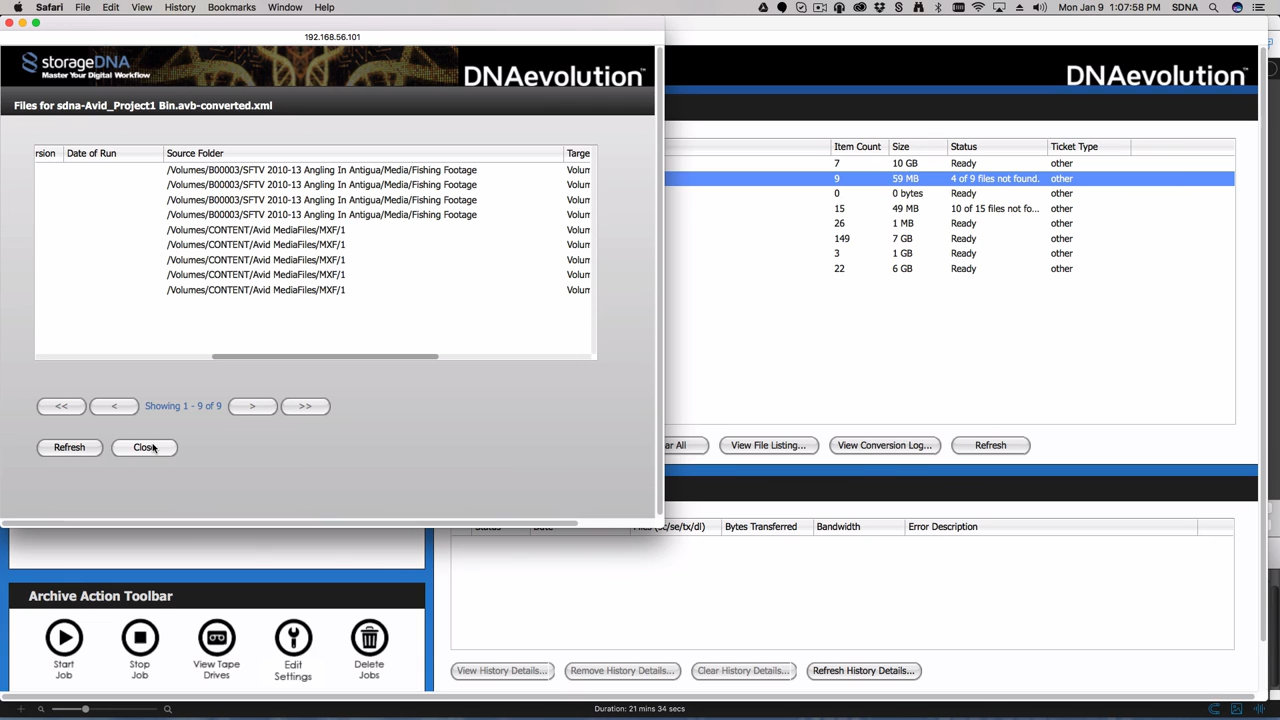 Safari File Edit View History Bookmarks Window Help Mon Jan 9 1:07:58 PM SDNA
192.168.56.101
storageDNA
Master Your Digital Workflow
DNAevolution™
DNAevolution™
Files for sdna-Avid_Project1 Bin.avb-converted.xml
rsion Date of Run Source Folder Targe
/Volumes/B00003/SFTV 2010-13 Angling In Antigua/Media/Fishing Footage Volum
/Volumes/B00003/SFTV 2010-13 Angling In Antigua/Media/Fishing Footage Volum
/Volumes/B00003/SFTV 2010-13 Angling In Antigua/Media/Fishing Footage Volum
/Volumes/B00003/SFTV 2010-13 Angling In Antigua/Media/Fishing Footage Volum
/Volumes/CONTENT/Avid MediaFiles/MXF/1 Volum
/Volumes/CONTENT/Avid MediaFiles/MXF/1 Volum
/Volumes/CONTENT/Avid MediaFiles/MXF/1 Volum
/Volumes/CONTENT/Avid MediaFiles/MXF/1 Volum
/Volumes/CONTENT/Avid MediaFiles/MXF/1 Volum
<< < Showing 1 - 9 of 9 > >>
Refresh Close
Item Count Size Status Ticket Type
7 10 GB Ready other
9 59 MB 4 of 9 files not found. other
0 0 bytes Ready other
15 49 MB 10 of 15 files not fo... other
26 1 MB Ready other
149 7 GB Ready other
3 1 GB Ready other
22 6 GB Ready other
ar All View File Listing... View Conversion Log... Refresh
Status Date Files (sc/se/tx/dl) Bytes Transferred Bandwidth Error Description
Archive Action Toolbar
Start Job
Stop Job
View Tape Drives
Edit Settings
Delete Jobs
View History Details... Remove History Details... Clear History Details... Refresh History Details...
Duration: 21 mins 34 secs